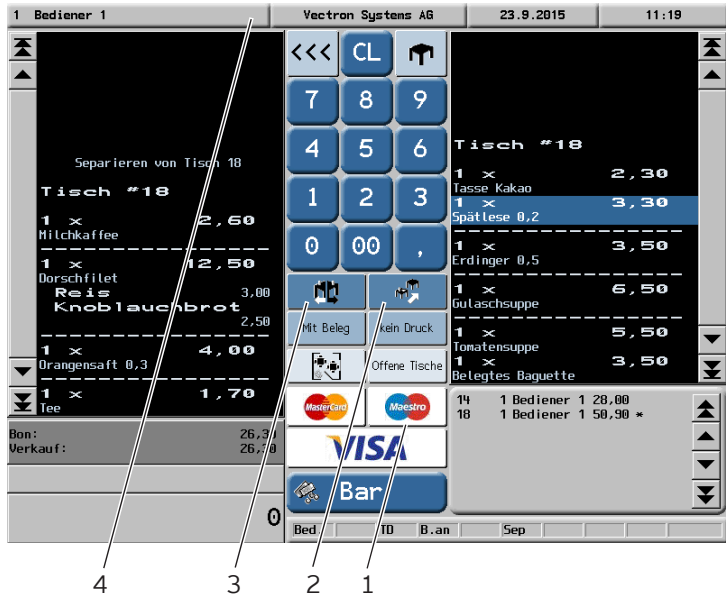 1 Bediener 1 Vectron Systems AG 23.9.2015 11:19
Separieren von Tisch 18
Tisch #18
1 x 2,60
Milchkaffee
1 x 12,50
Dorschfilet
Reis 3,00
Knoblauchbrot
2,50
1 x 4,00
Orangensaft 0,3
1 x 1,70
Tee
Bon: 26,30
Verkauf: 26,30
0
<<< CL
7 8 9
4 5 6
1 2 3
0 00 ,
Mit Beleg kein Druck
Offene Tische
MasterCard Maestro
VISA
Bar
Tisch #18
1 x 2,30
Tasse Kakao
1 x 3,30
Spätlese 0,2
1 x 3,50
Erdinger 0,5
1 x 6,50
Gulaschsuppe
1 x 5,50
Tomatensuppe
1 x 3,50
Belegtes Baguette
14 1 Bediener 1 28,00
18 1 Bediener 1 50,90 *
Bed TD B.an Sep
4 3 2 1